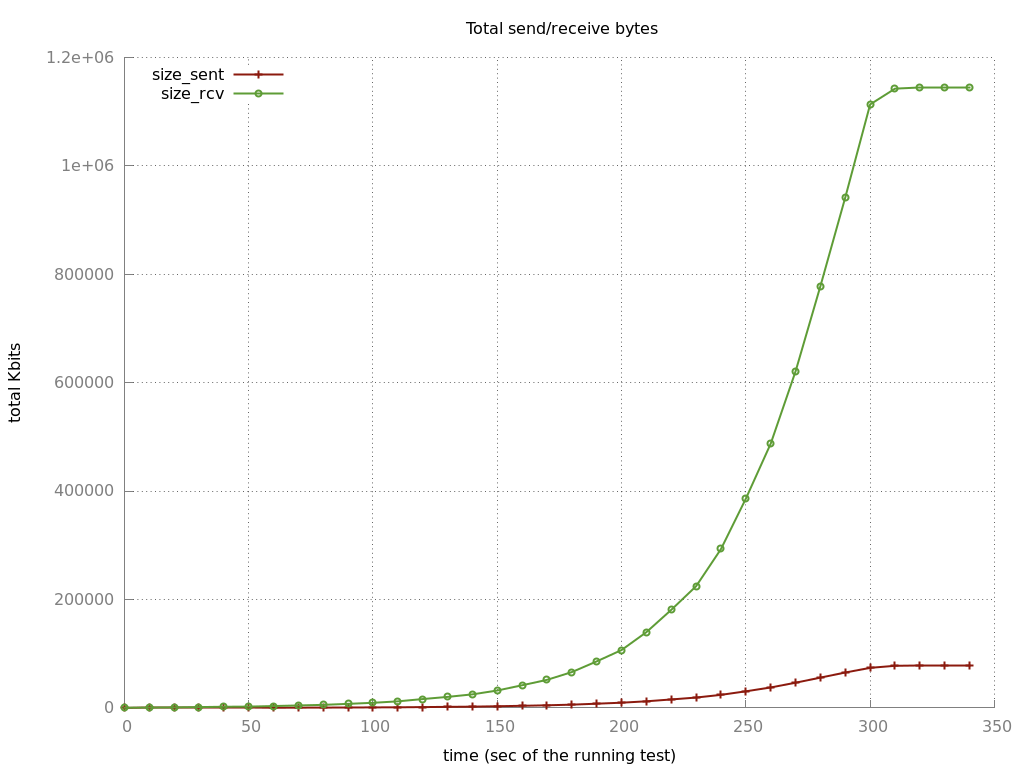 Total send/receive bytes
size_sent
size_rcv
1.2e+06
1e+06
800000
600000
400000
200000
0
total Kbits
0 50 100 150 200 250 300 350
time (sec of the running test)